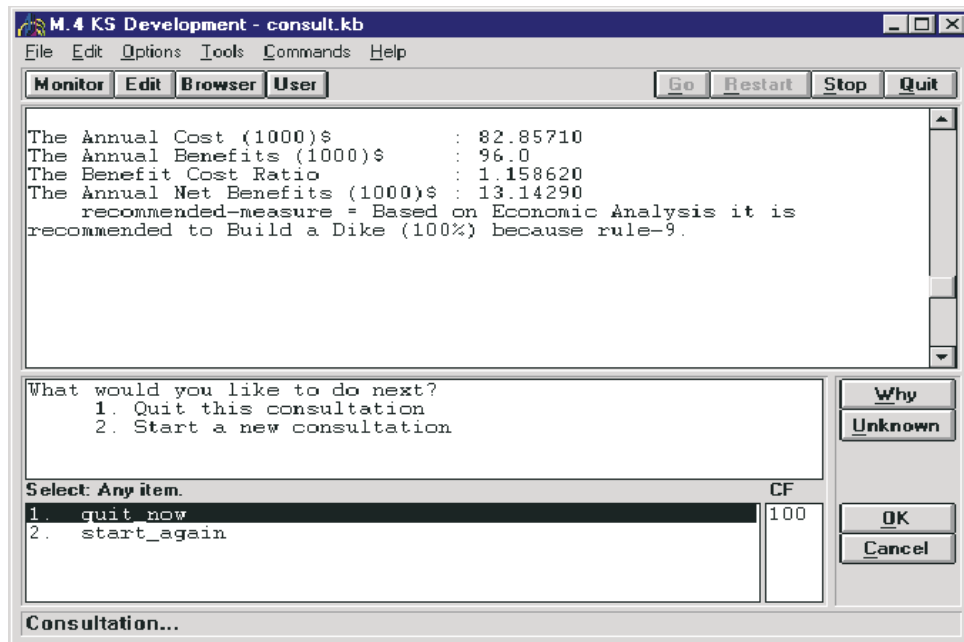 M.4 KS Development - consult.kb
File Edit Options Tools Commands Help
Monitor Edit Browser User Go Restart Stop Quit
The Annual Cost (1000)$ : 82.85710
The Annual Benefits (1000)$ : 96.0
The Benefit Cost Ratio : 1.158620
The Annual Net Benefits (1000)$ : 13.14290
recommended-measure = Based on Economic Analysis it is
recommended to Build a Dike (100%) because rule-9.
What would you like to do next?
1. Quit this consultation
2. Start a new consultation
Why
Unknown
Select: Any item. CF
1. quit_now 100
2. start_again
OK
Cancel
Consultation...